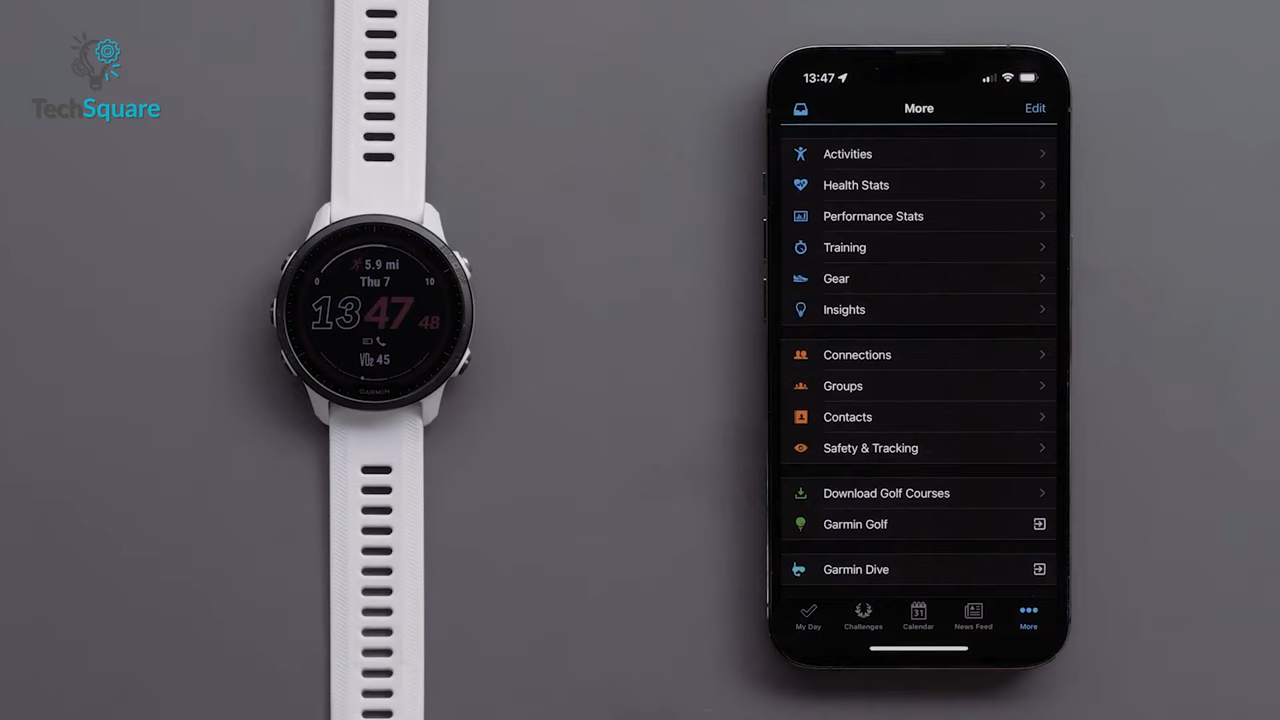 TechSquare
5.9 mi
0 Thu 7 10
13 47 48
VO2 45
GARMIN
13:47
More Edit
Activities
Health Stats
Performance Stats
Training
Gear
Insights
Connections
Groups
Contacts
Safety & Tracking
Download Golf Courses
Garmin Golf
Garmin Dive
31
My Day Challenges Calendar News Feed More